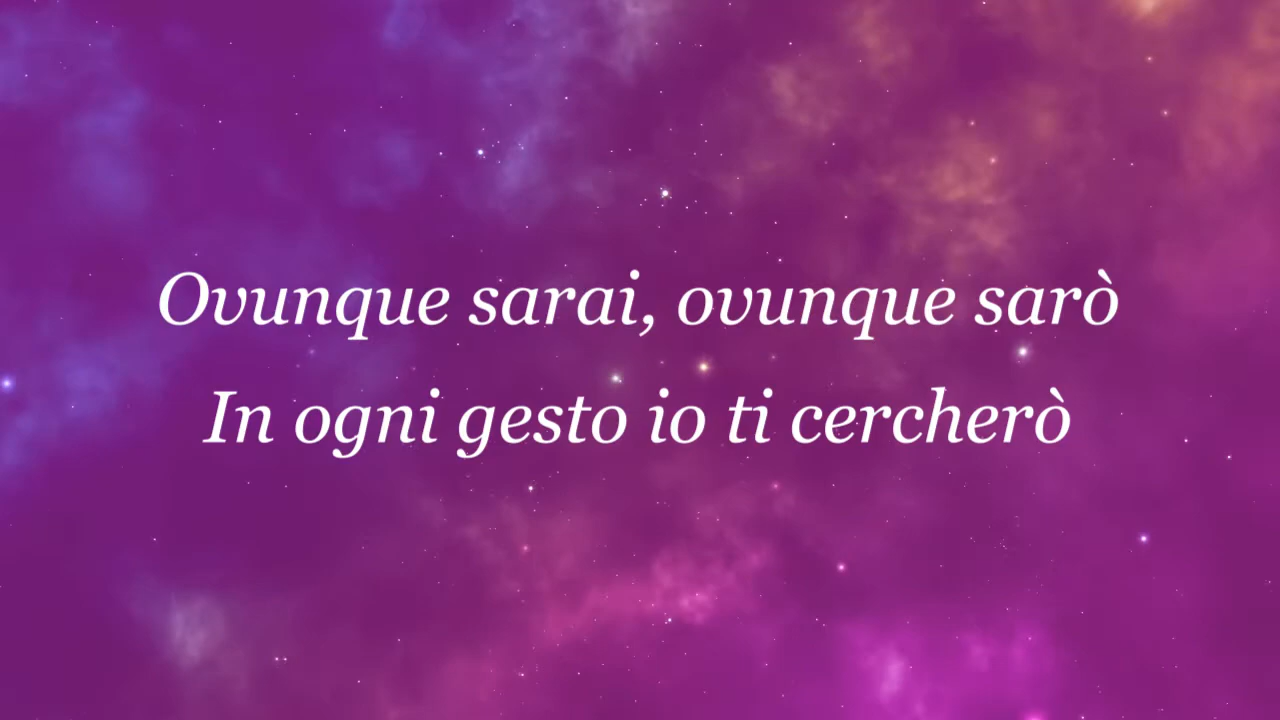 Ovunque sarai, ovunque sarò
In ogni gesto io ti cercherò